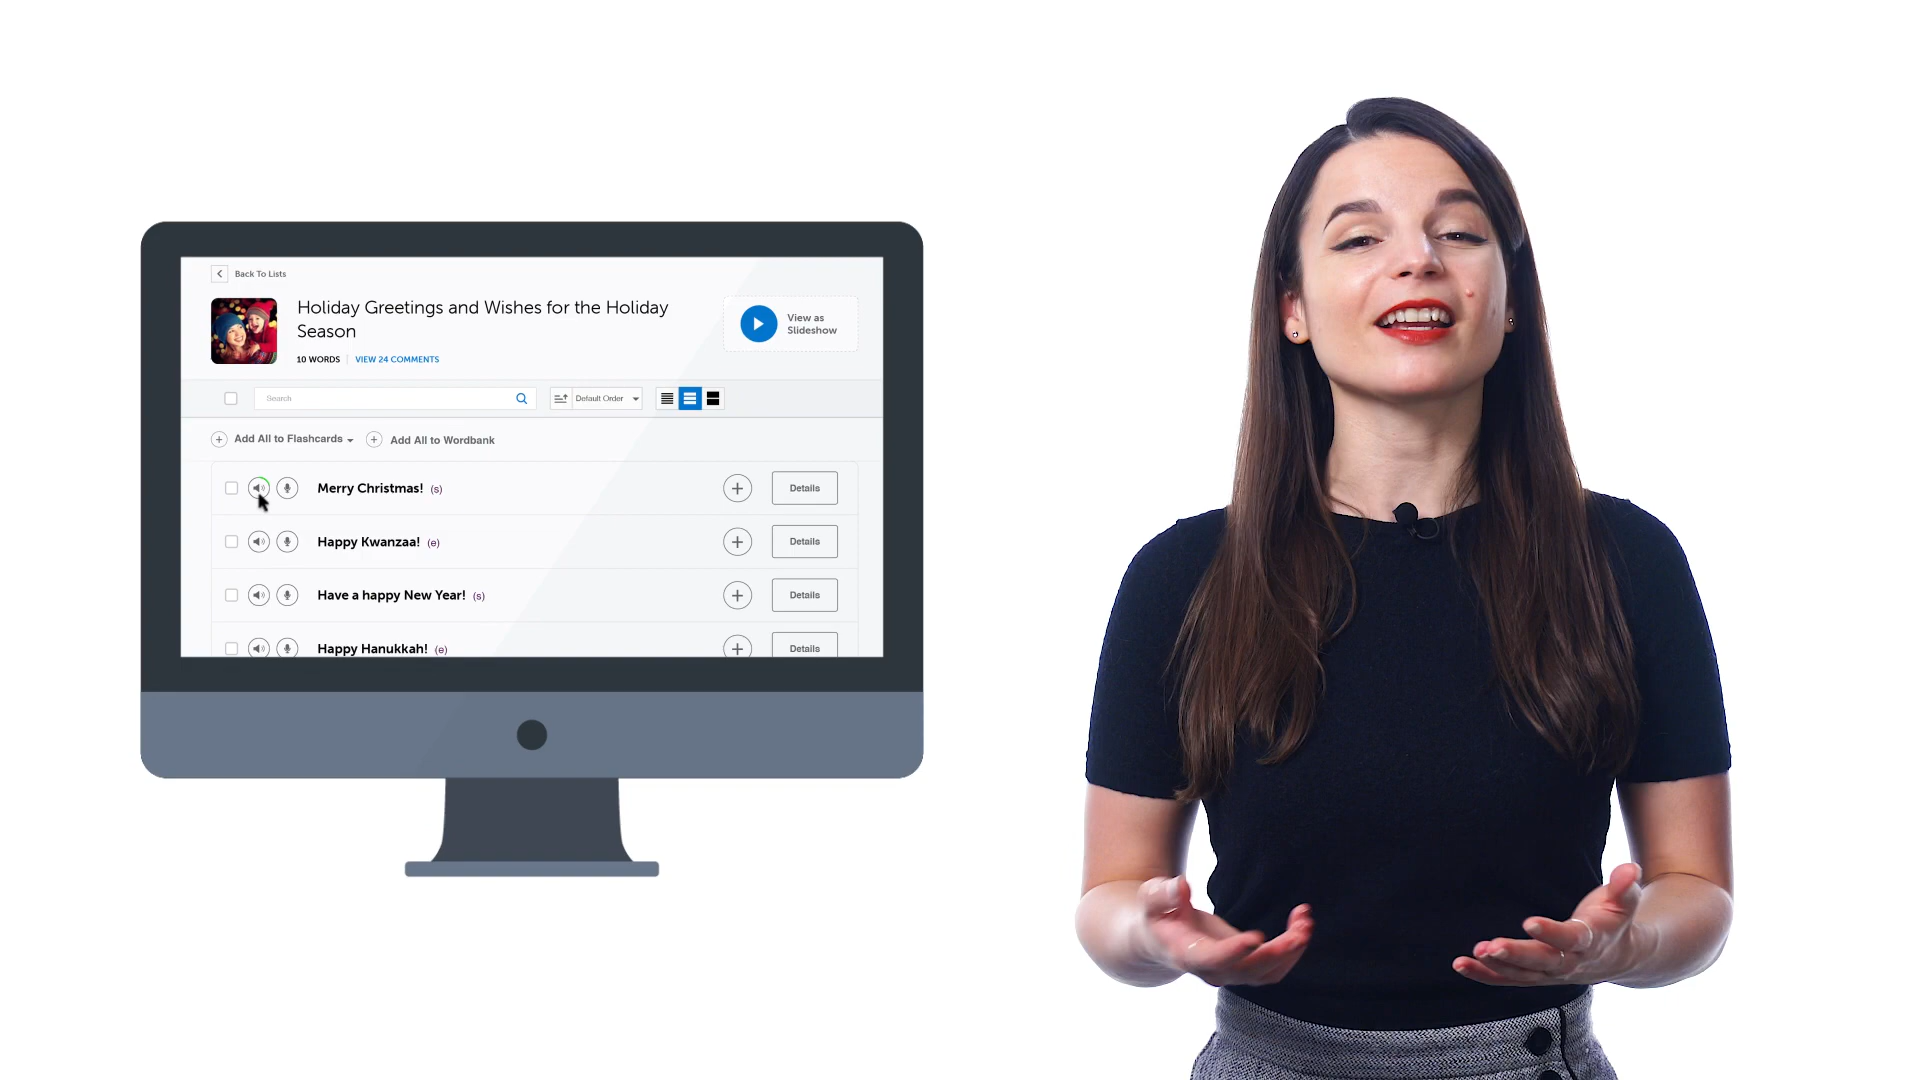 Back To Lists
Holiday Greetings and Wishes for the Holiday
Season
10 WORDS VIEW 24 COMMENTS
View as
Slideshow
Search
Default Order
Add All to Flashcards
Add All to Wordbank
Merry Christmas! (s)
Details
Happy Kwanzaa! (e)
Details
Have a happy New Year! (s)
Details
Happy Hanukkah! (e)
Details